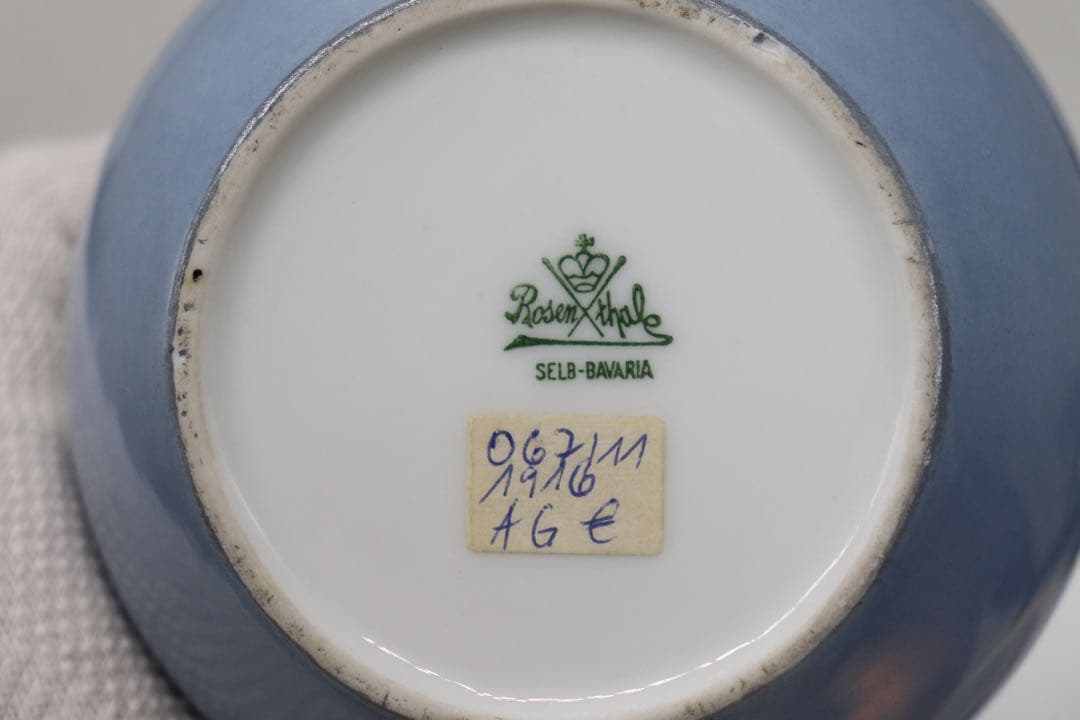 Rosenthal
SELB-BAVARIA
067/11
1916
AG €